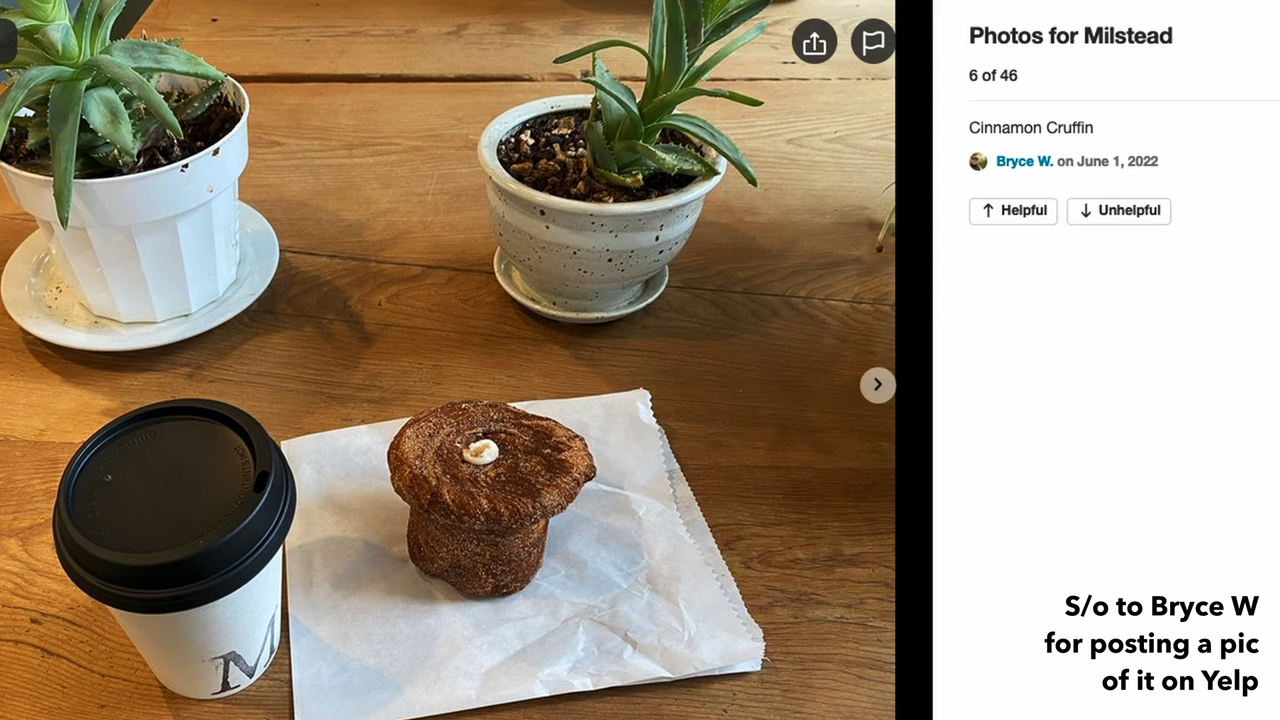 Photos for Milstead
6 of 46
Cinnamon Cruffin
Bryce W. on June 1, 2022
Helpful
Unhelpful
M
S/o to Bryce W
for posting a pic
of it on Yelp